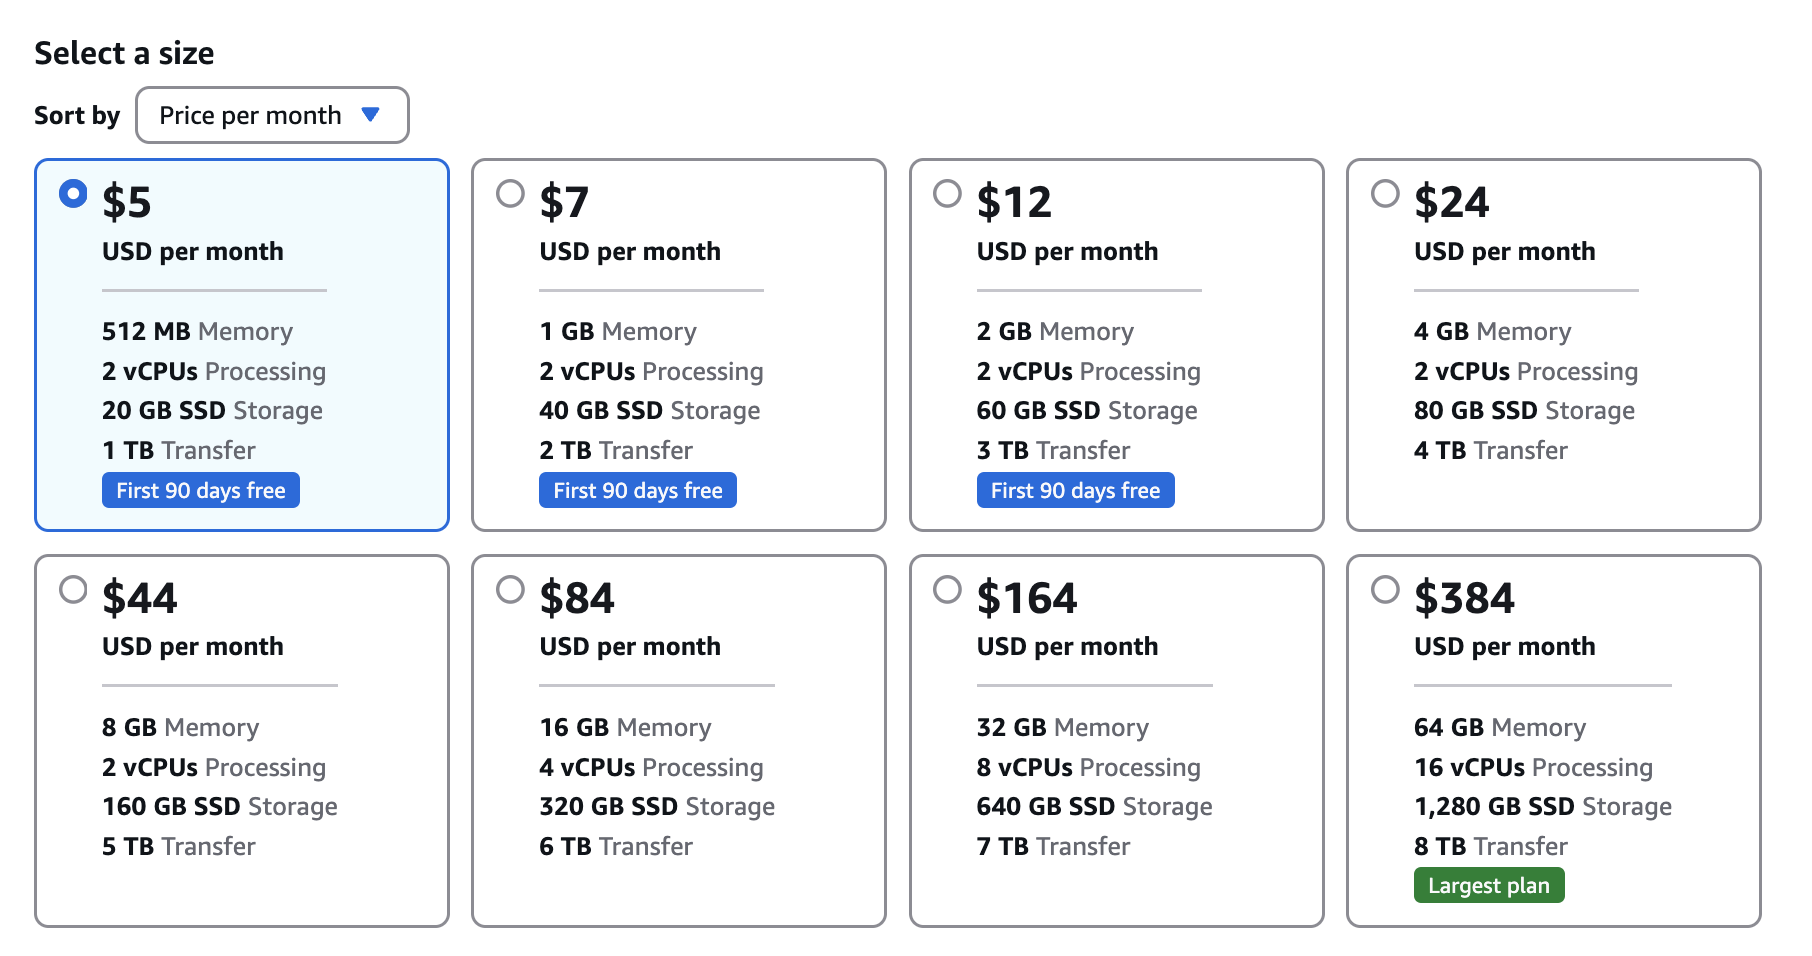 Select a size
Sort by Price per month
$5
USD per month
512 MB Memory
2 vCPUs Processing
20 GB SSD Storage
1 TB Transfer
First 90 days free
$7
USD per month
1 GB Memory
2 vCPUs Processing
40 GB SSD Storage
2 TB Transfer
First 90 days free
$12
USD per month
2 GB Memory
2 vCPUs Processing
60 GB SSD Storage
3 TB Transfer
First 90 days free
$24
USD per month
4 GB Memory
2 vCPUs Processing
80 GB SSD Storage
4 TB Transfer
$44
USD per month
8 GB Memory
2 vCPUs Processing
160 GB SSD Storage
5 TB Transfer
$84
USD per month
16 GB Memory
4 vCPUs Processing
320 GB SSD Storage
6 TB Transfer
$164
USD per month
32 GB Memory
8 vCPUs Processing
640 GB SSD Storage
7 TB Transfer
$384
USD per month
64 GB Memory
16 vCPUs Processing
1,280 GB SSD Storage
8 TB Transfer
Largest plan